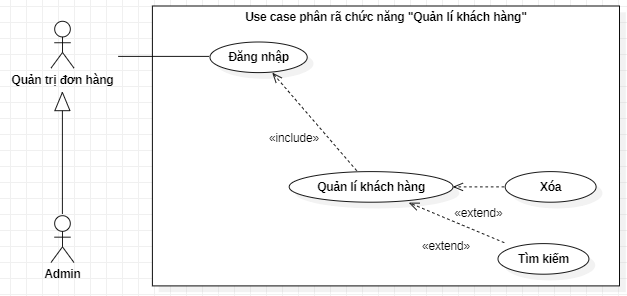 Use case phân rã chức năng "Quản lí khách hàng"
Đăng nhập
Quản trị đơn hàng
«include»
Quản lí khách hàng
Xóa
«extend»
«extend»
Tìm kiếm
Admin